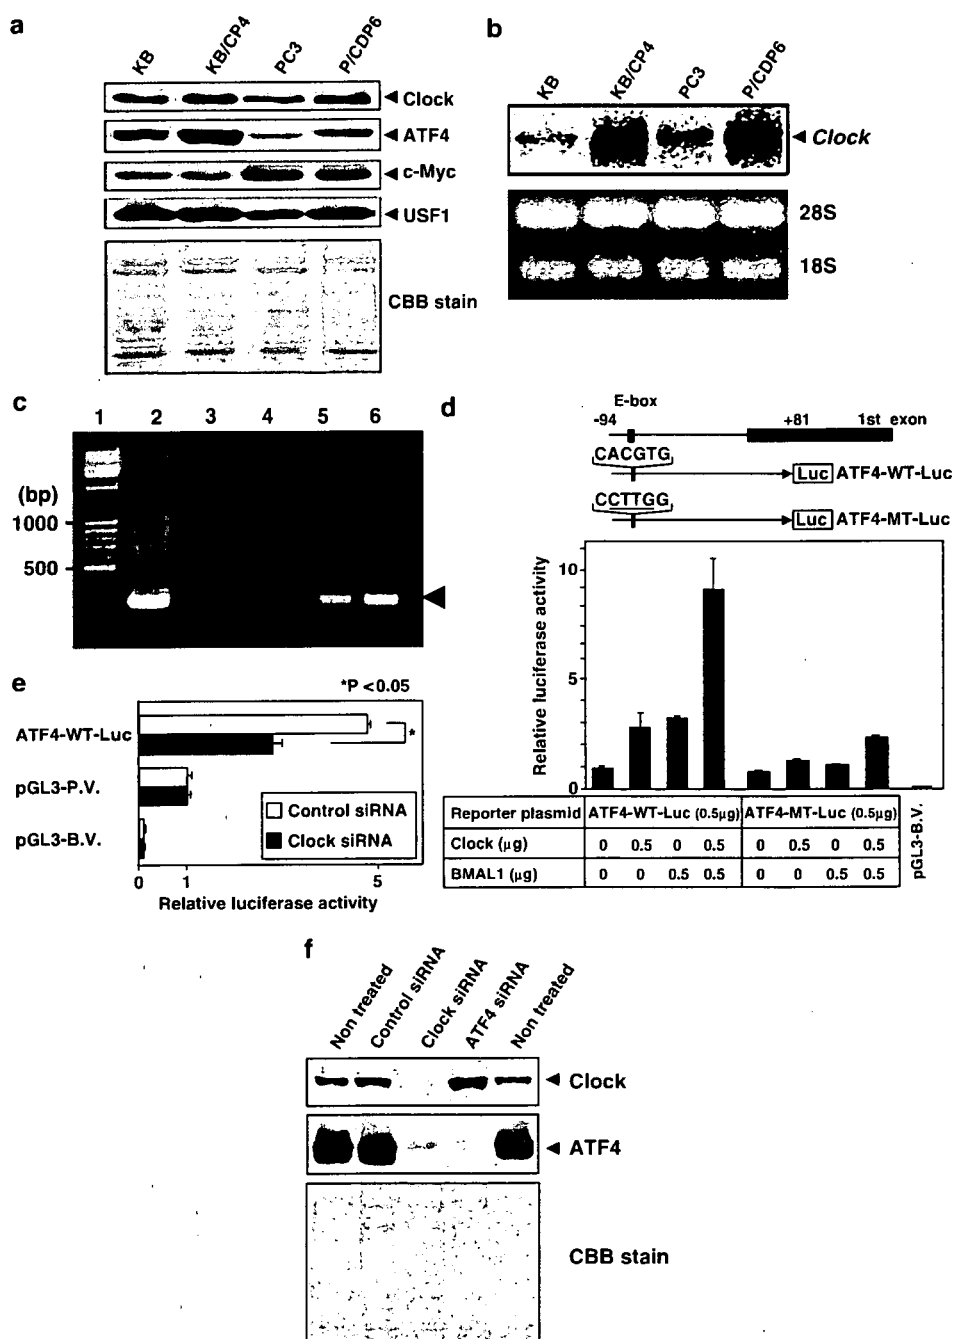 a
KB
KB/CP4
PC3
P/CDP6
Clock
ATF4
c-Myc
USF1
CBB stain
b
KB
KB/CP4
PC3
P/CDP6
Clock
28S
18S
c
1 2 3 4 5 6
(bp)
1000
500
d
E-box
-94 +81 1st exon
CACGTG
Luc ATF4-WT-Luc
CCTTGG
Luc ATF4-MT-Luc
Relative luciferase activity
10
5
0
Reporter plasmid ATF4-WT-Luc (0.5µg) ATF4-MT-Luc (0.5µg)
Clock (µg) 0 0.5 0 0.5 0 0.5 0 0.5
BMAL1 (µg) 0 0 0.5 0.5 0 0 0.5 0.5
pGL3-B.V.
e
*P <0.05
ATF4-WT-Luc
*
pGL3-P.V.
pGL3-B.V.
Control siRNA
Clock siRNA
0 1 5
Relative luciferase activity
f
Non treated
Control siRNA
Clock siRNA
ATF4 siRNA
Non treated
Clock
ATF4
CBB stain